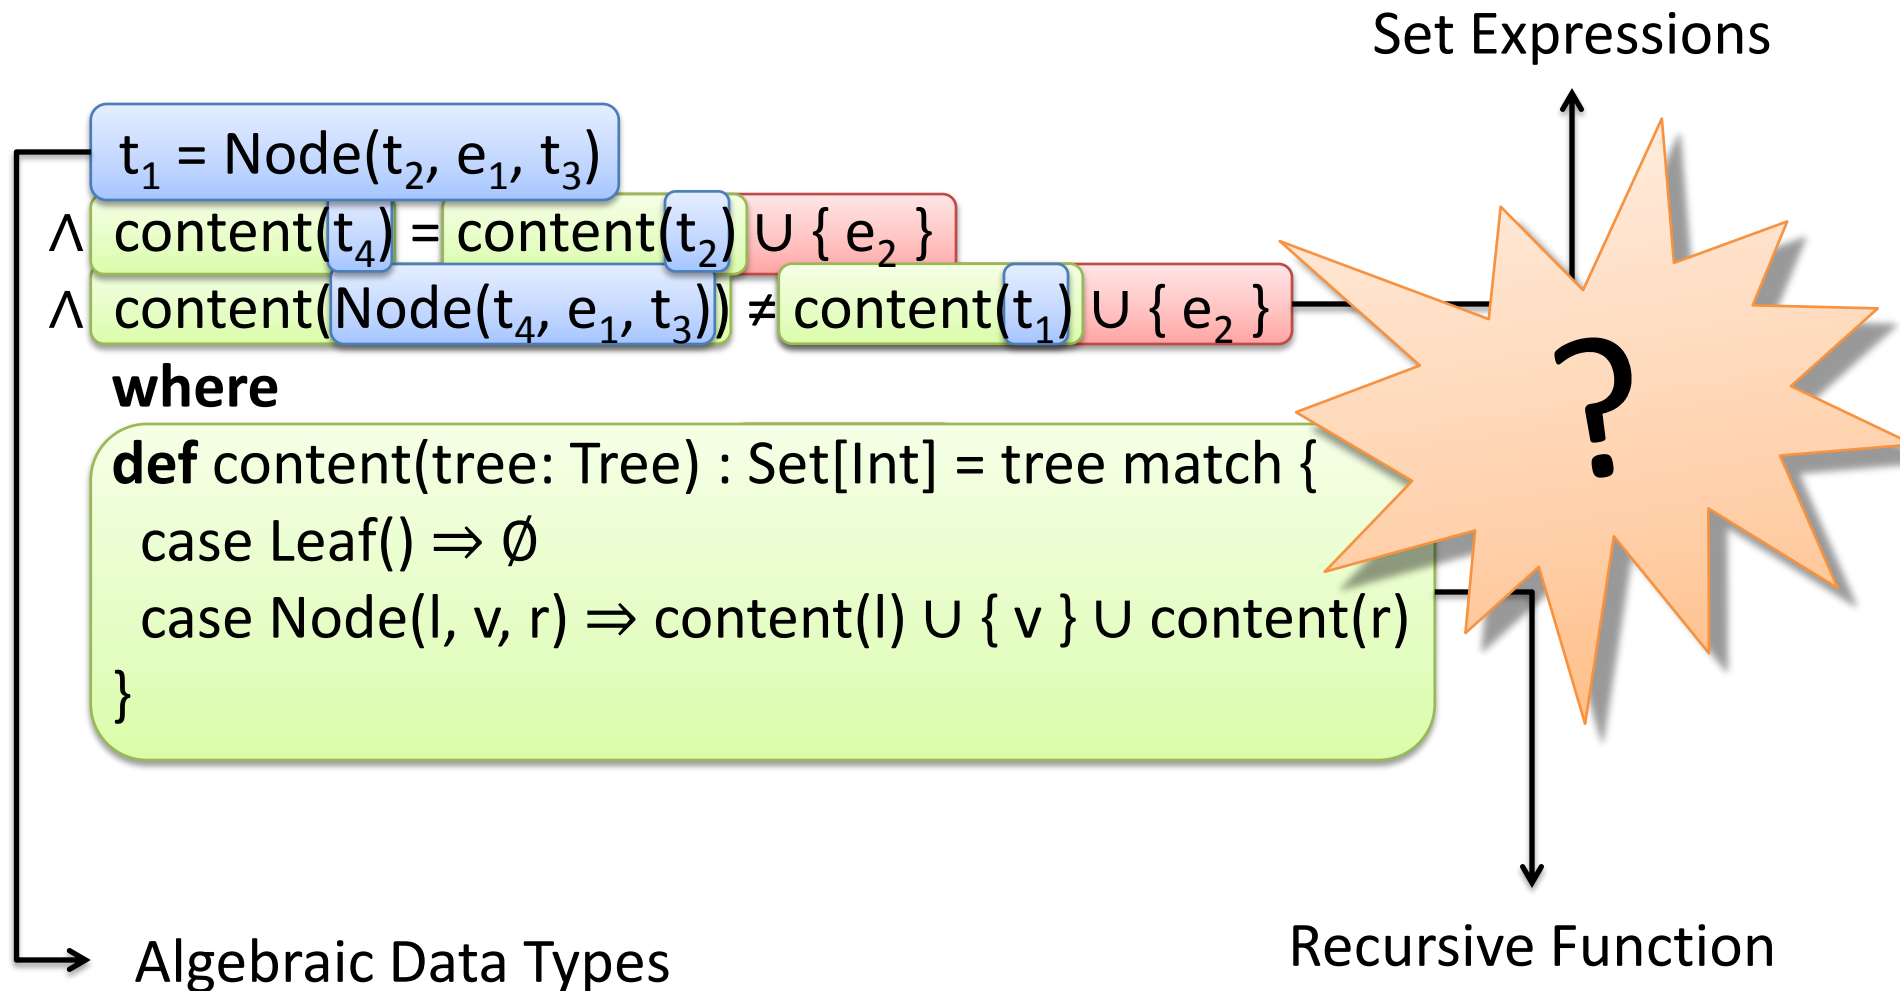 Set Expressions
t₁ = Node(t₂, e₁, t₃)
∧ content(t₄) = content(t₂) ∪ { e₂ }
∧ content(Node(t₄, e₁, t₃)) ≠ content(t₁) ∪ { e₂ }
?
where
def content(tree: Tree) : Set[Int] = tree match {
case Leaf() ⇒ ∅
case Node(l, v, r) ⇒ content(l) ∪ { v } ∪ content(r)
}
Algebraic Data Types
Recursive Function